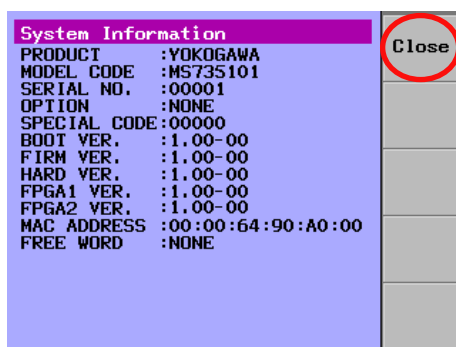 System Information
PRODUCT :YOKOGAWA
MODEL CODE :MS735101
SERIAL NO. :00001
OPTION :NONE
SPECIAL CODE:00000
BOOT VER. :1.00-00
FIRM VER. :1.00-00
HARD VER. :1.00-00
FPGA1 VER. :1.00-00
FPGA2 VER. :1.00-00
MAC ADDRESS :00:00:64:90:A0:00
FREE WORD :NONE
Close